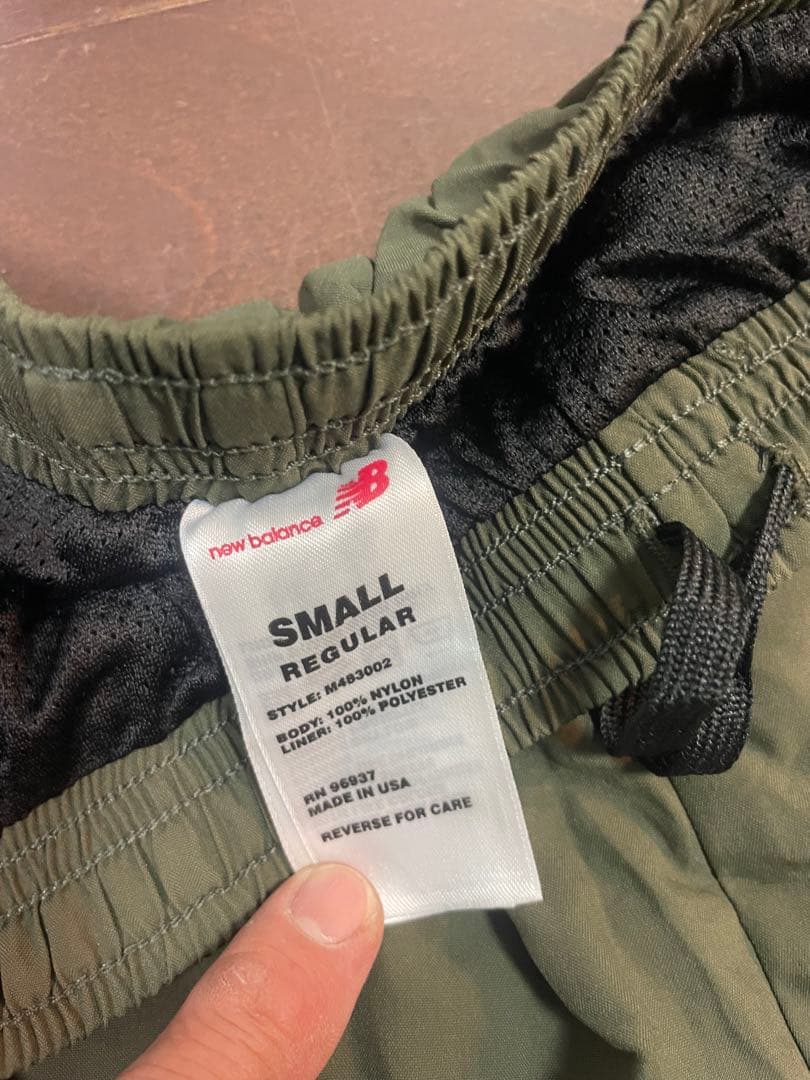 NB
new balance
SMALL
REGULAR
STYLE: M483002
BODY: 100% NYLON
LINER: 100% POLYESTER
RN 96937
MADE IN USA
REVERSE FOR CARE